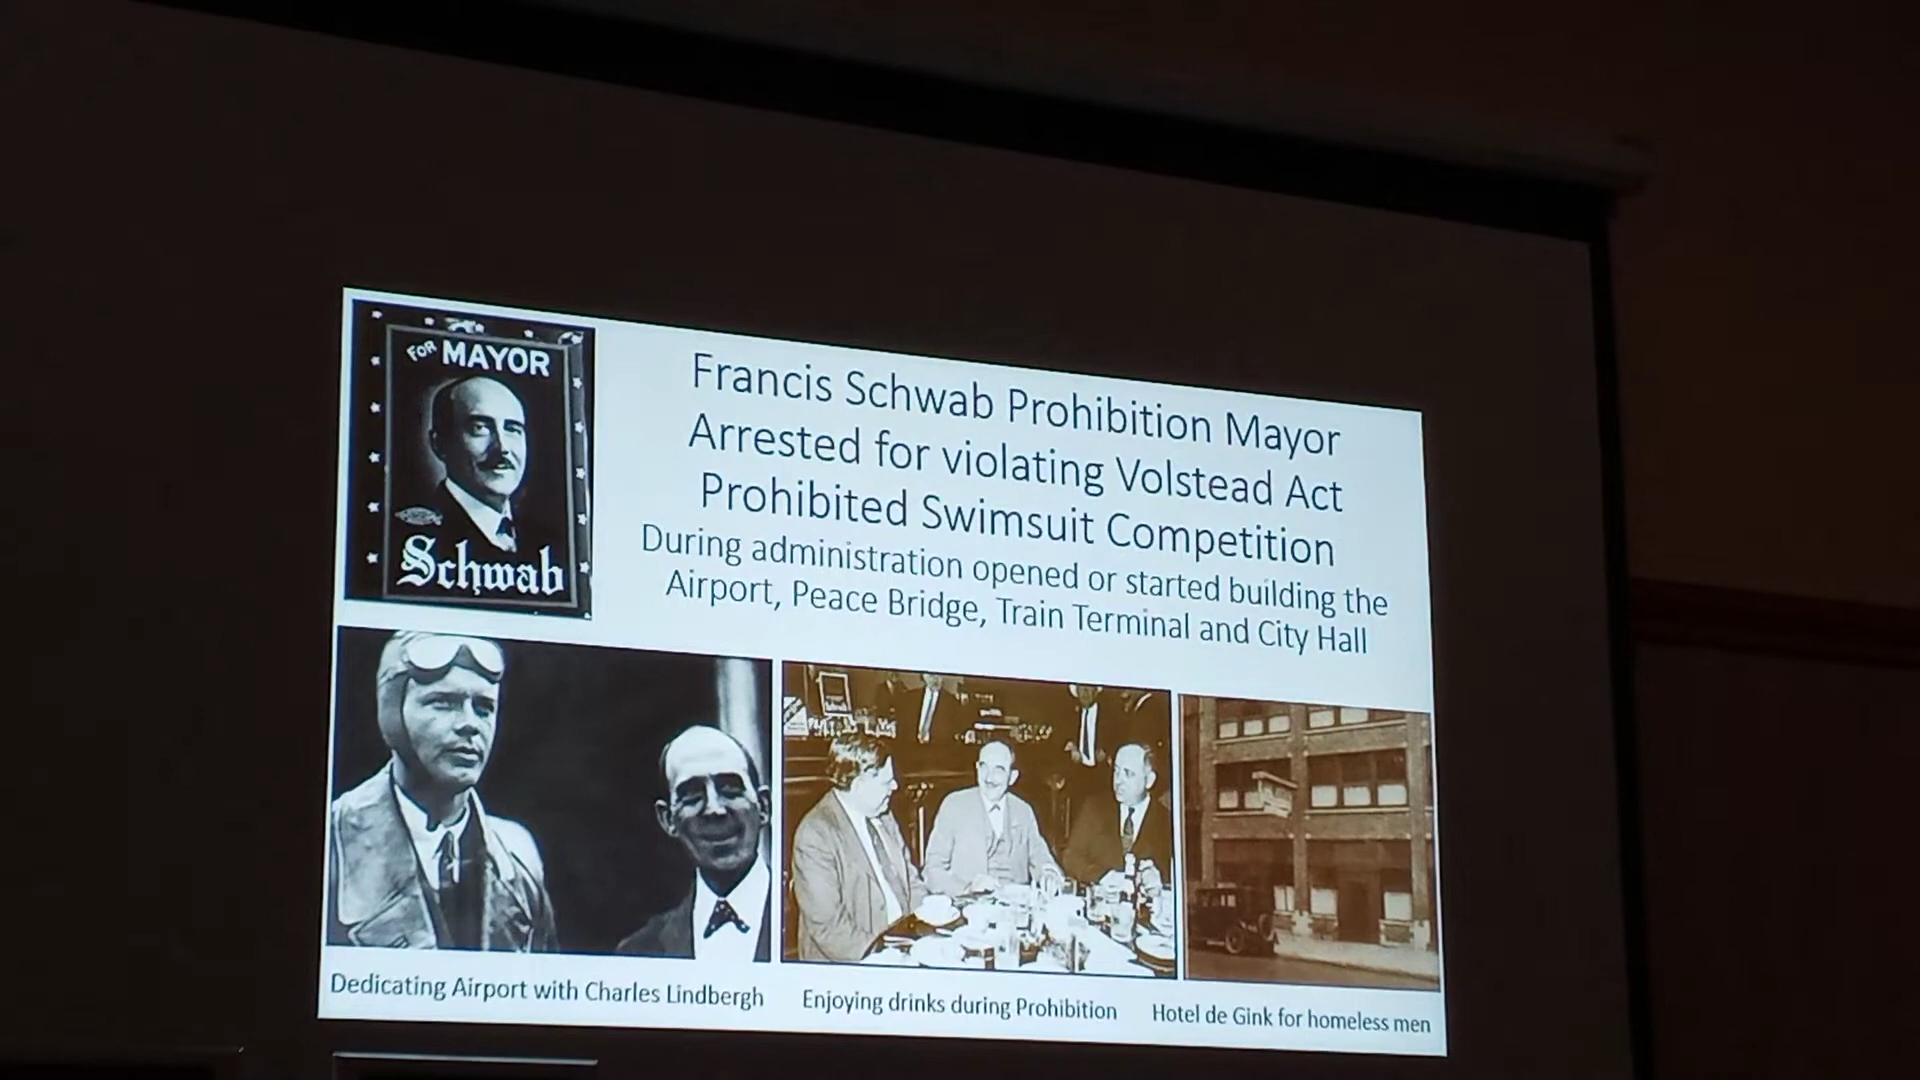 FOR MAYOR
Schwab
Francis Schwab Prohibition Mayor
Arrested for violating Volstead Act
Prohibited Swimsuit Competition
During administration opened or started building the
Airport, Peace Bridge, Train Terminal and City Hall
Dedicating Airport with Charles Lindbergh
Enjoying drinks during Prohibition
Hotel de Gink for homeless men